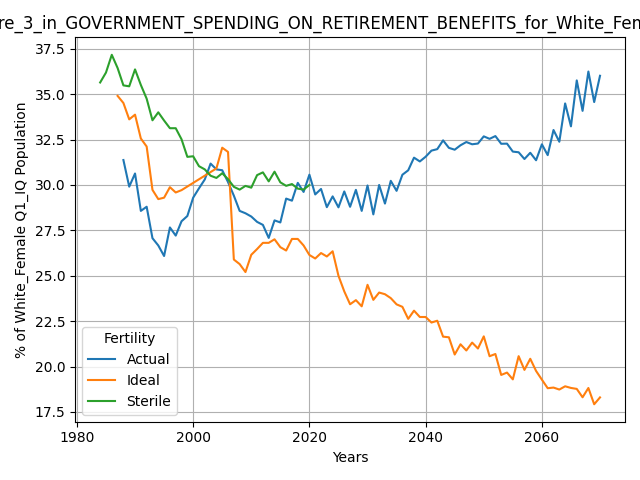 re_3_in_GOVERNMENT_SPENDING_ON_RETIREMENT_BENEFITS_for_White_Fem
37.5
35.0
32.5
30.0
27.5
25.0
22.5
20.0
17.5
% of White_Female Q1_IQ Population
Fertility
Actual
Ideal
Sterile
1980
2000
2020
2040
2060
Years